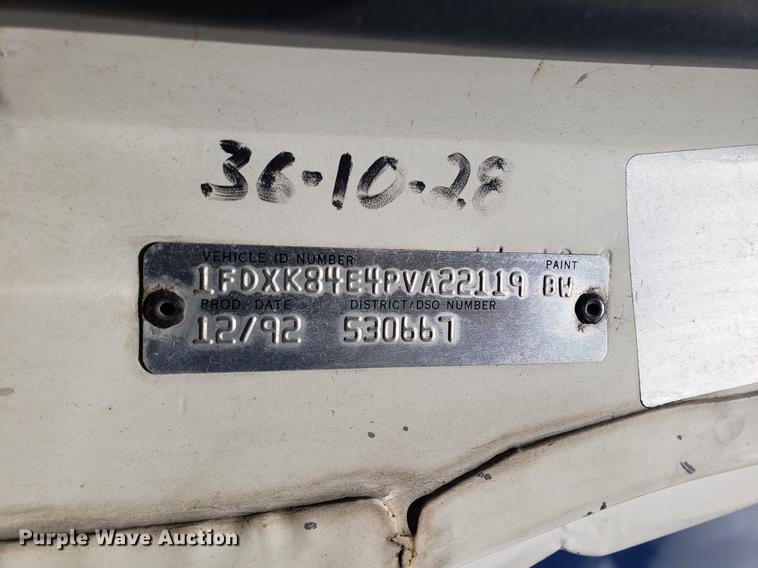 36-10-28
VEHICLE ID NUMBER PAINT
1FDXK84E4PVA22119 BW
PROD. DATE DISTRICT/DSO NUMBER
12/92 530667
Purple Wave Auction